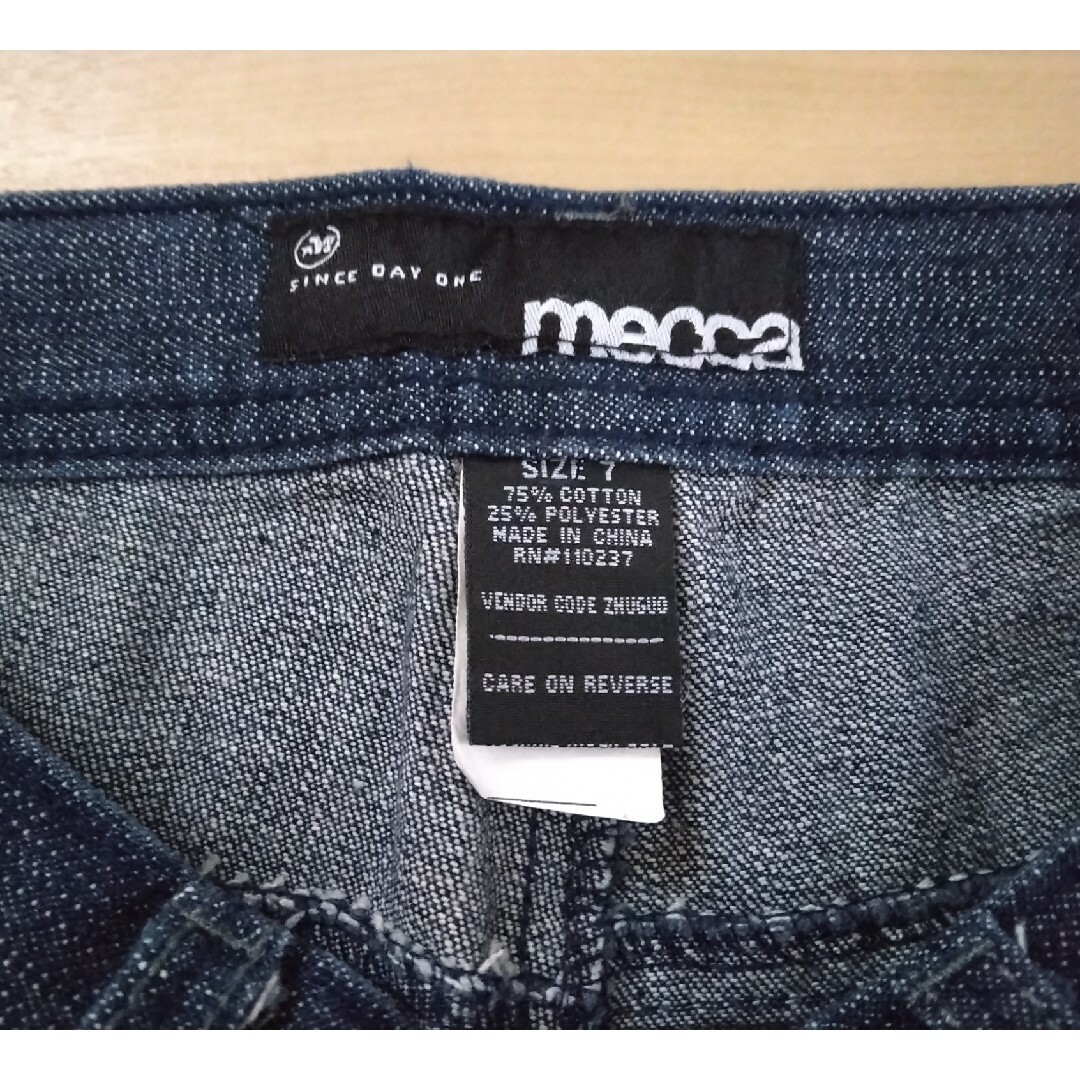 SINCE DAY ONE
mecca
SIZE 7
75% COTTON
25% POLYESTER
MADE IN CHINA
RN#110237
VENDOR CODE ZHUGUO
CARE ON REVERSE